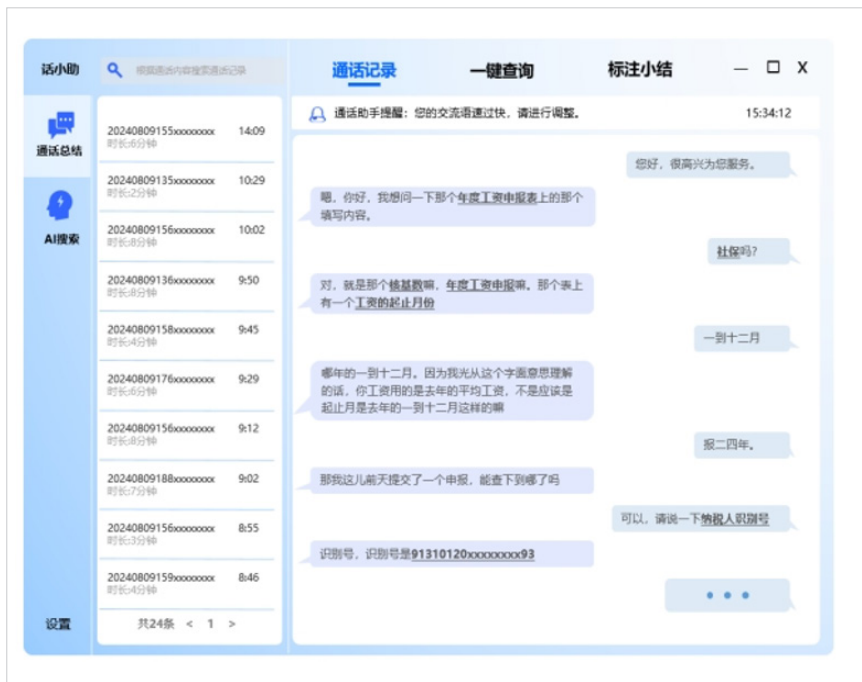 话小助
根据通话内容搜索通话记录
通话记录
一键查询
标注小结
— □ X
通话总结
AI搜索
设置
20240809155xxxxxxxx 14:09
时长:6分钟
20240809135xxxxxxxx 10:29
时长:2分钟
20240809156xxxxxxxx 10:02
时长:8分钟
20240809136xxxxxxxx 9:50
时长:8分钟
20240809158xxxxxxxx 9:45
时长:4分钟
20240809176xxxxxxxx 9:29
时长:6分钟
20240809156xxxxxxxx 9:12
时长:8分钟
20240809188xxxxxxxx 9:02
时长:7分钟
20240809156xxxxxxxx 8:55
时长:3分钟
20240809159xxxxxxxx 8:46
时长:4分钟
共24条 < 1 >
通话助手提醒：您的交流语速过快，请进行调整。 15:34:12
您好，很高兴为您服务。
嗯，你好，我想问一下那个年度工资申报表上的那个
填写内容。
社保吗?
对，就是那个核基数嘛，年度工资申报嘛。那个表上
有一个工资的起止月份
一到十二月
哪年的一到十二月。因为我光从这个字面意思理解
的话，你工资用的是去年的平均工资，不是应该是
起止月是去年的一到十二月这样的嘛
报二四年。
那我这儿前天提交了一个申报，能查下到哪了吗
可以，请说一下纳税人识别号
识别号，识别号是91310120xxxxxxxx93